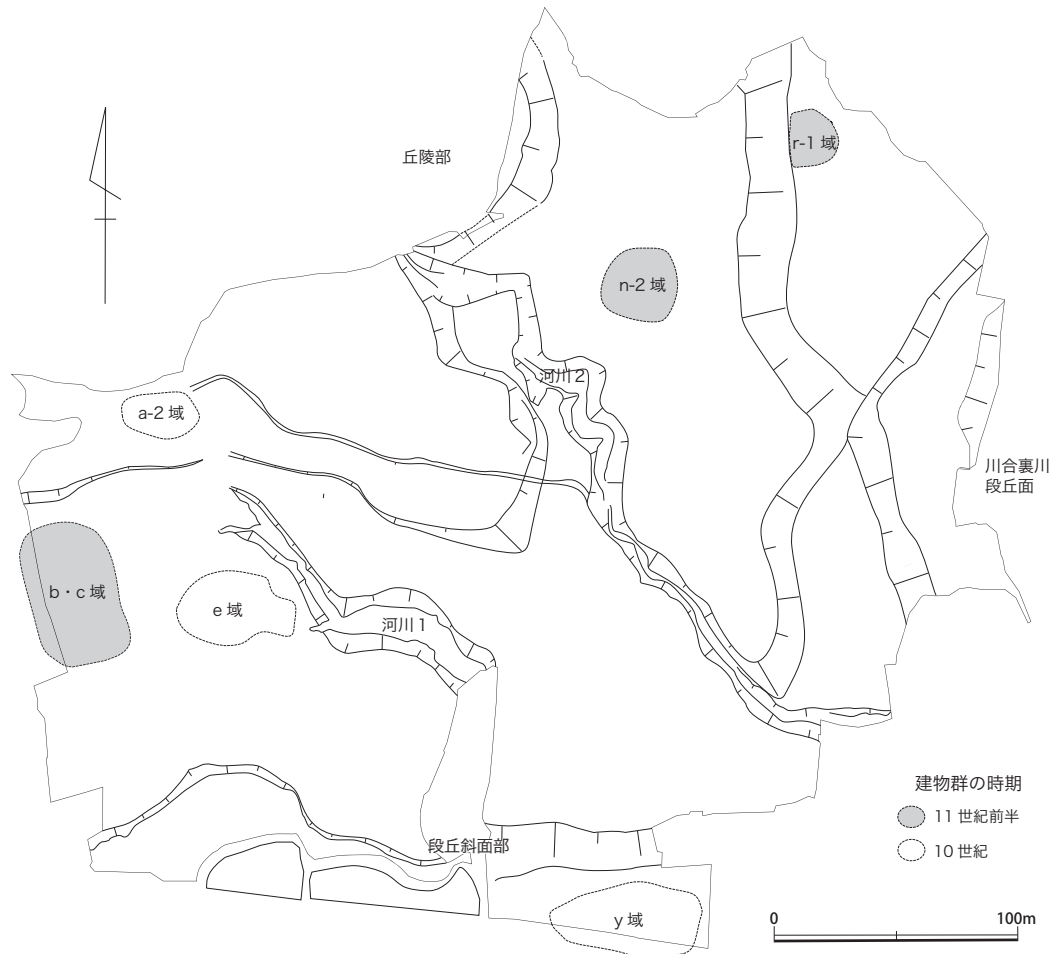 丘陵部
r-1 域
n-2 域
河川 2
a-2 域
川合裏川
段丘面
b・c 域
e 域
河川 1
建物群の時期
11 世紀前半
10 世紀
段丘斜面部
y 域
0
100m